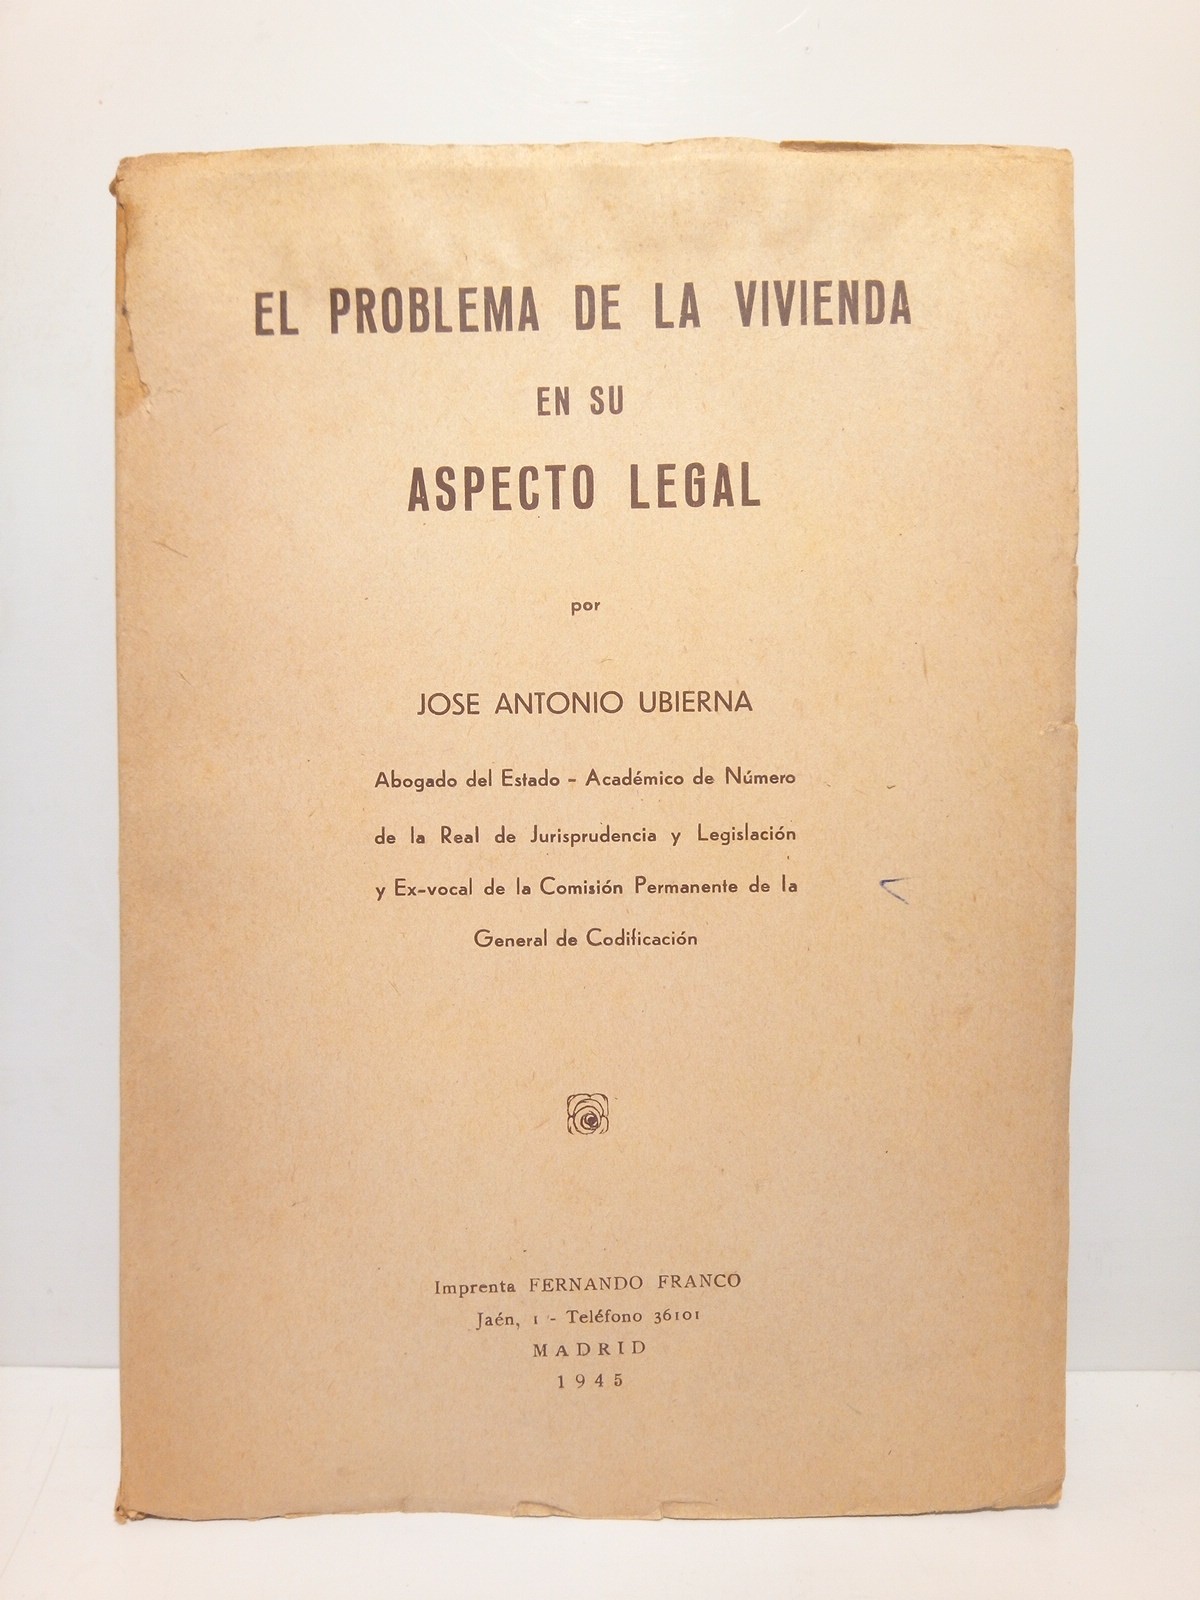 EL PROBLEMA DE LA VIVIENDA
EN SU
ASPECTO LEGAL
por
JOSE ANTONIO UBIERNA
Abogado del Estado - Académico de Número
de la Real de Jurisprudencia y Legislación
y Ex-vocal de la Comisión Permanente de la
General de Codificación
Imprenta FERNANDO FRANCO
Jaén, 1 - Teléfono 36101
MADRID
1945